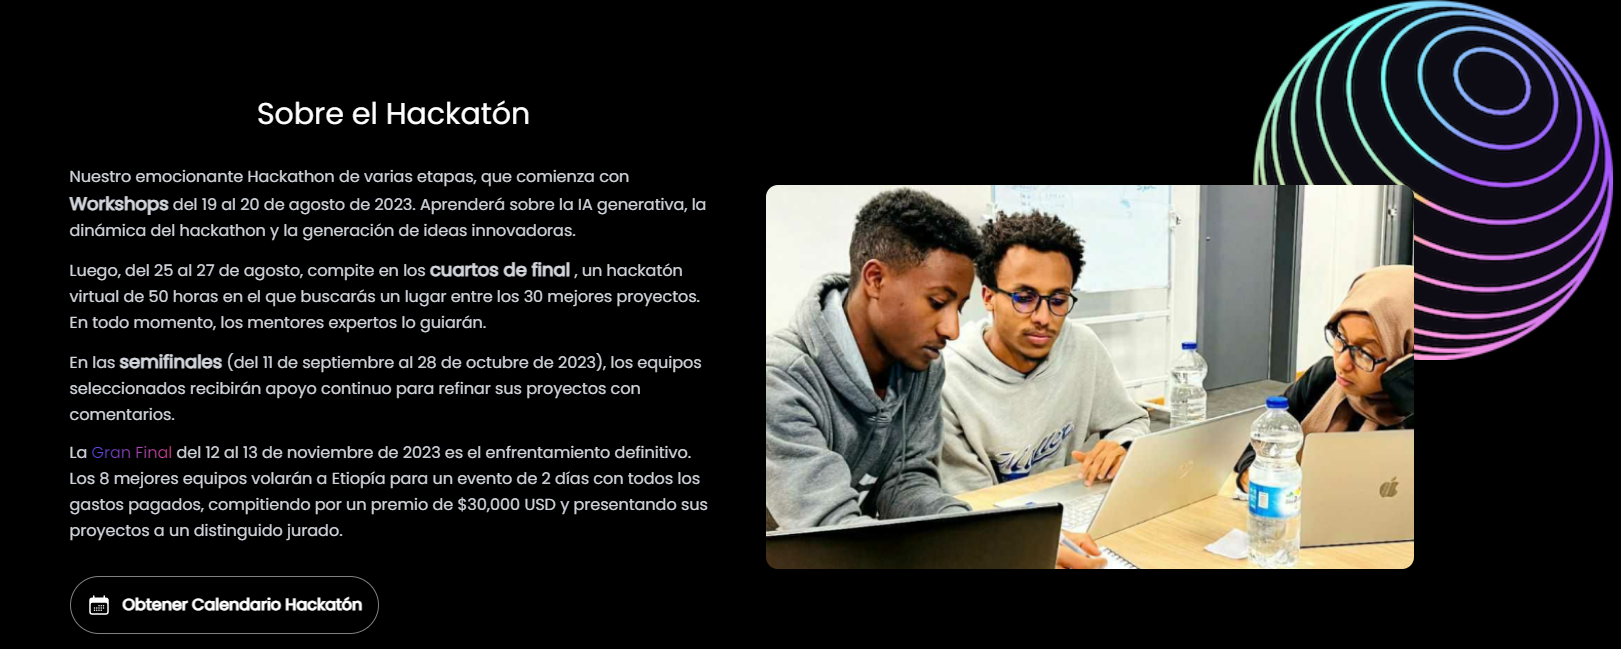 Sobre el Hackatón
Nuestro emocionante Hackathon de varias etapas, que comienza con
Workshops del 19 al 20 de agosto de 2023. Aprenderá sobre la IA generativa, la
dinámica del hackathon y la generación de ideas innovadoras.
Luego, del 25 al 27 de agosto, compite en los cuartos de final , un hackatón
virtual de 50 horas en el que buscarás un lugar entre los 30 mejores proyectos.
En todo momento, los mentores expertos lo guiarán.
En las semifinales (del 11 de septiembre al 28 de octubre de 2023), los equipos
seleccionados recibirán apoyo continuo para refinar sus proyectos con
comentarios.
La Gran Final del 12 al 13 de noviembre de 2023 es el enfrentamiento definitivo.
Los 8 mejores equipos volarán a Etiopía para un evento de 2 días con todos los
gastos pagados, compitiendo por un premio de $30,000 USD y presentando sus
proyectos a un distinguido jurado.
Obtener Calendario Hackatón